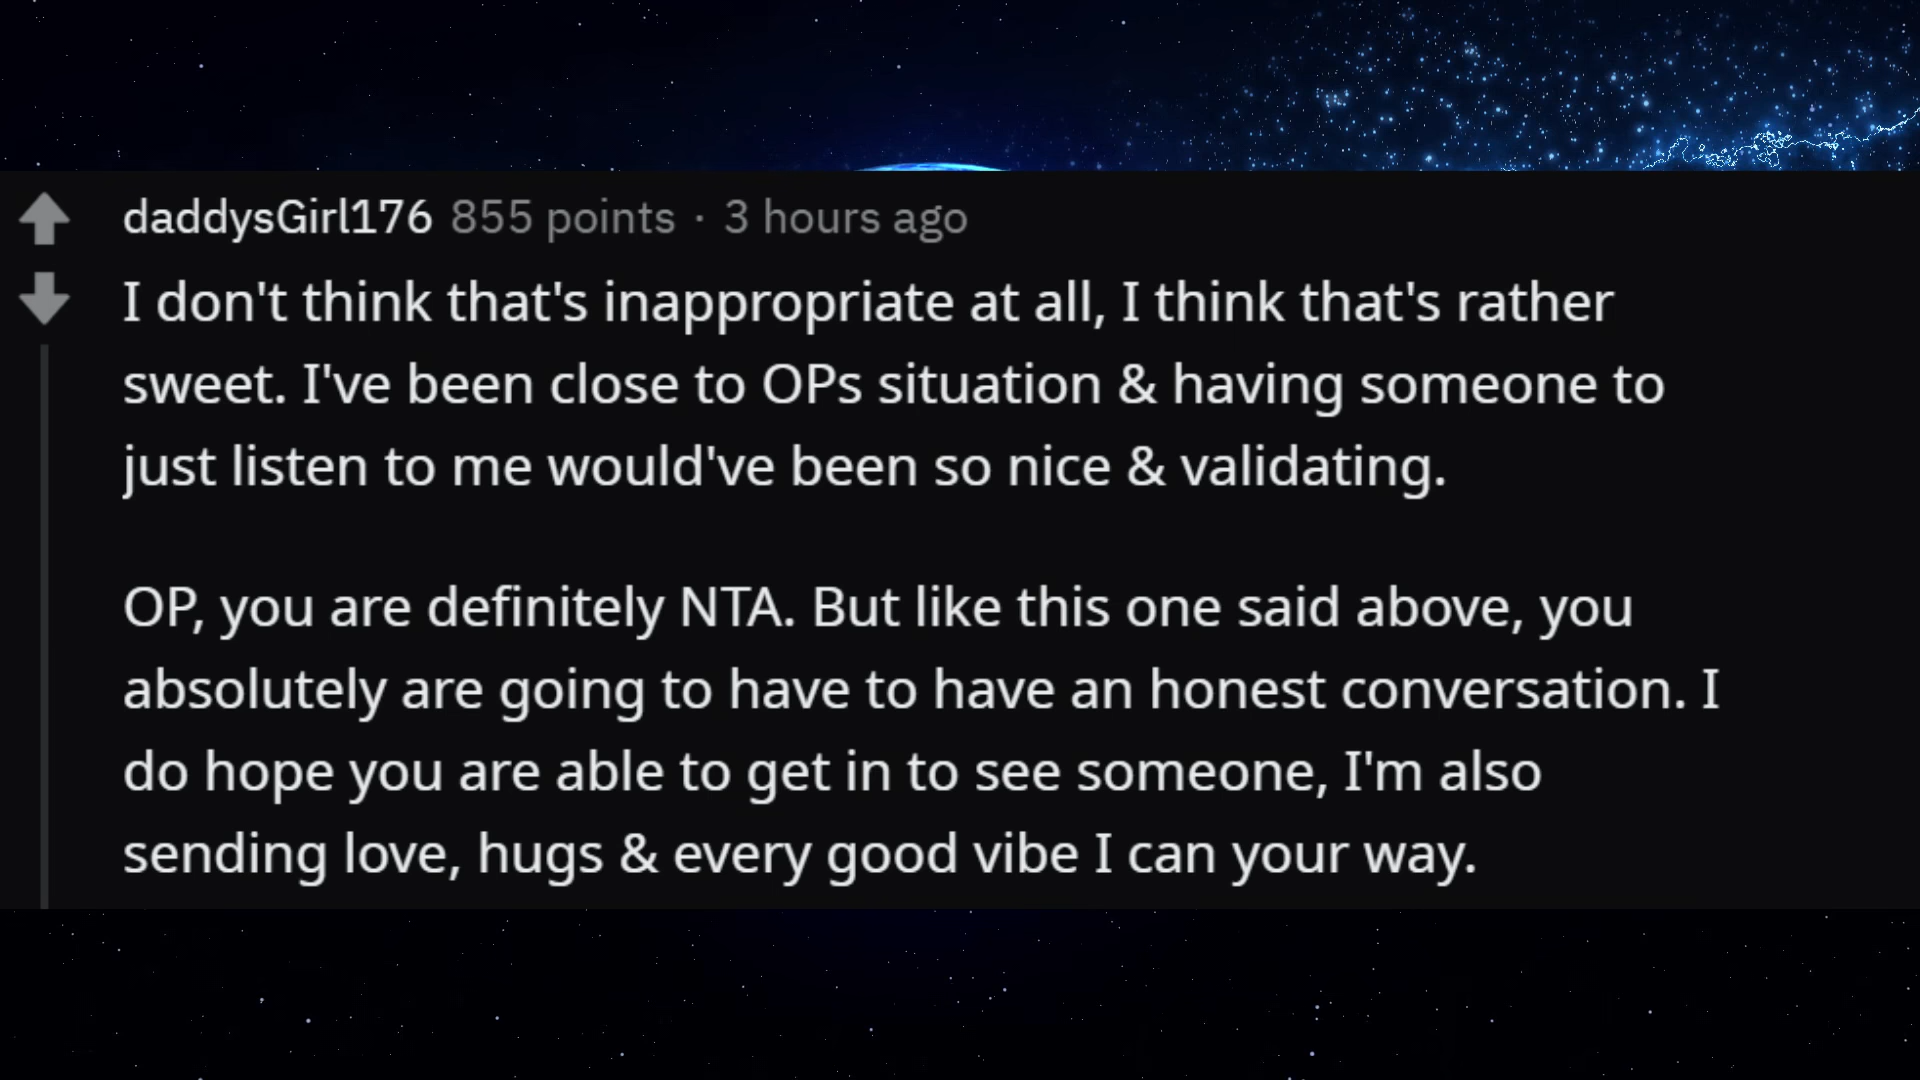 daddysGirl176 855 points · 3 hours ago
I don't think that's inappropriate at all, I think that's rather
sweet. I've been close to OPs situation & having someone to
just listen to me would've been so nice & validating.
OP, you are definitely NTA. But like this one said above, you
absolutely are going to have to have an honest conversation. I
do hope you are able to get in to see someone, I'm also
sending love, hugs & every good vibe I can your way.